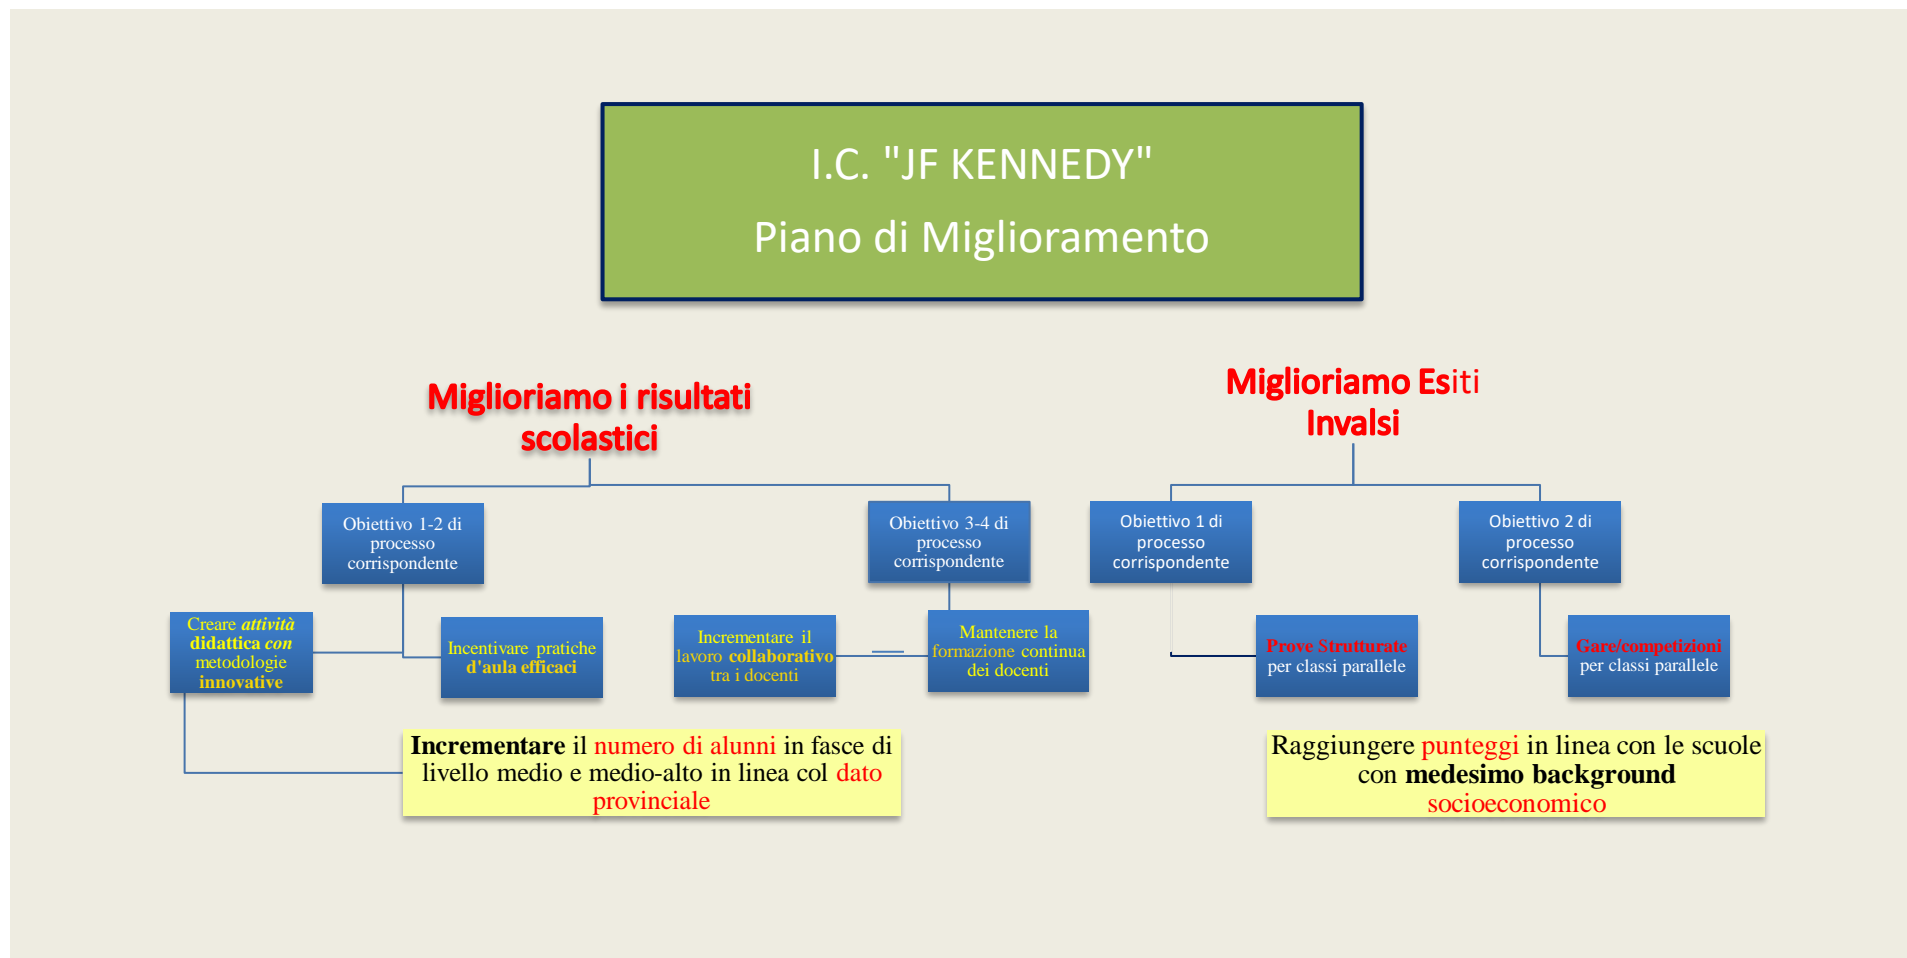 I.C. "JF KENNEDY"
Piano di Miglioramento
Miglioriamo i risultati
scolastici
Miglioriamo Esiti
Invalsi
Obiettivo 1-2 di
processo
corrispondente
Obiettivo 3-4 di
processo
corrispondente
Obiettivo 1 di
processo
corrispondente
Obiettivo 2 di
processo
corrispondente
Creare attività
didattica con
metodologie
innovative
Incentivare pratiche
d'aula efficaci
Incrementare il
lavoro collaborativo
tra i docenti
Mantenere la
formazione continua
dei docenti
Prove Strutturate
per classi parallele
Gare/competizioni
per classi parallele
Incrementare il numero di alunni in fasce di
livello medio e medio-alto in linea col dato
provinciale
Raggiungere punteggi in linea con le scuole
con medesimo background
socioeconomico